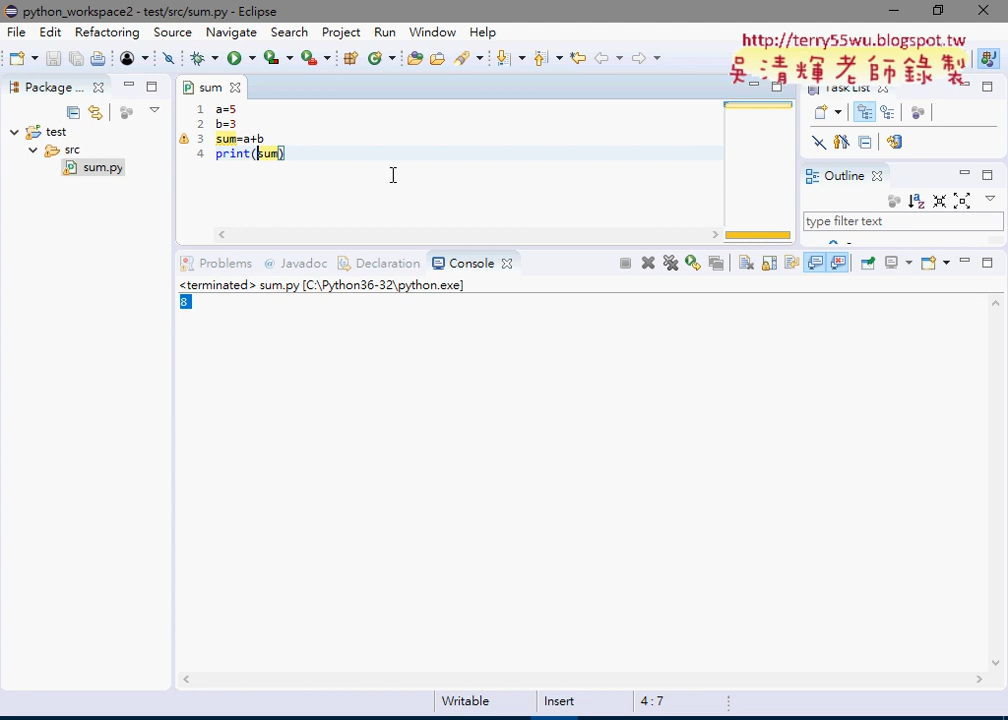 python_workspace2 - test/src/sum.py - Eclipse
File Edit Refactoring Source Navigate Search Project Run Window Help
http://terry55wu.blogspot.tw
吳清輝老師錄製
Package ...
test
src
sum.py
sum
1 a=5
2 b=3
3 sum=a+b
4 print(sum)
Task List
Outline
type filter text
Problems @ Javadoc Declaration Console
<terminated> sum.py [C:\Python36-32\python.exe]
8
Writable Insert 4 : 7